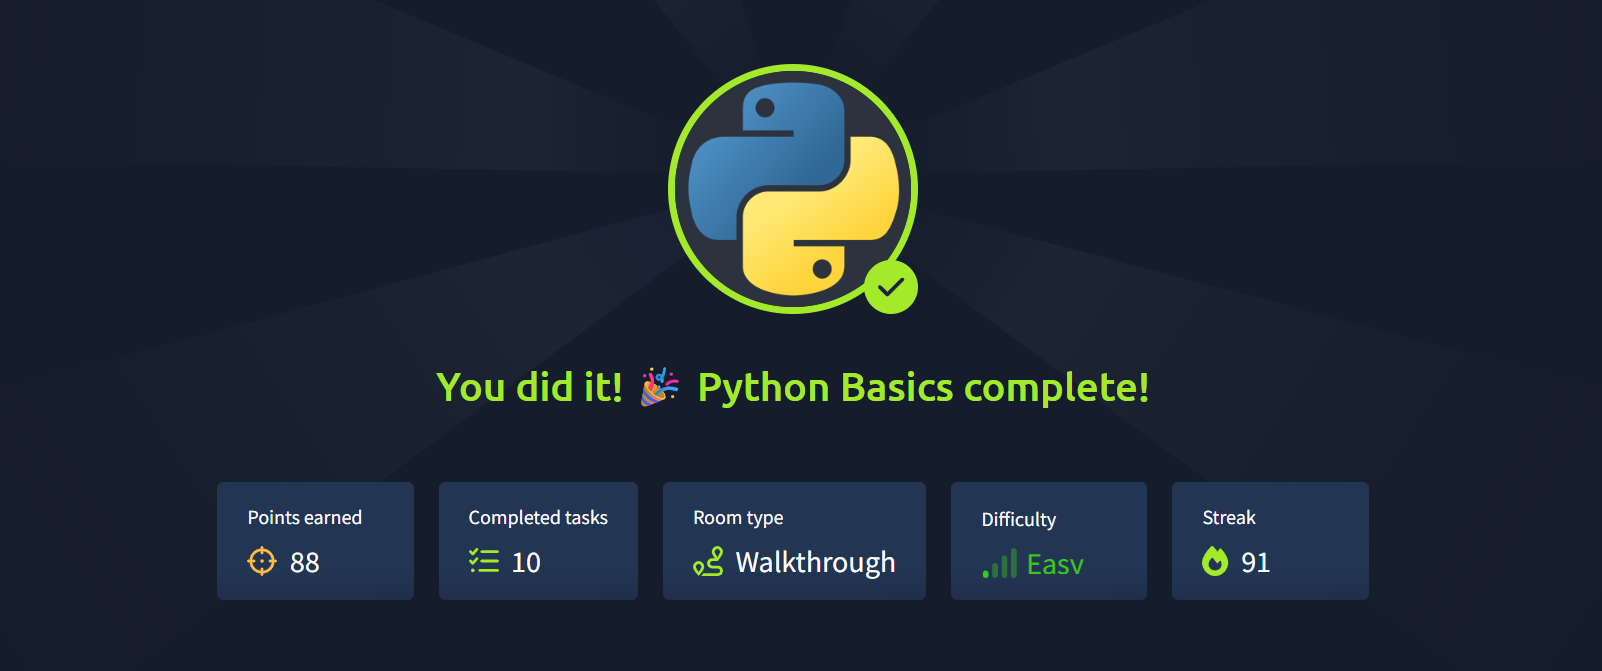 You did it! 🎉 Python Basics complete!
Points earned
88
Completed tasks
10
Room type
Walkthrough
Difficulty
Easy
Streak
91